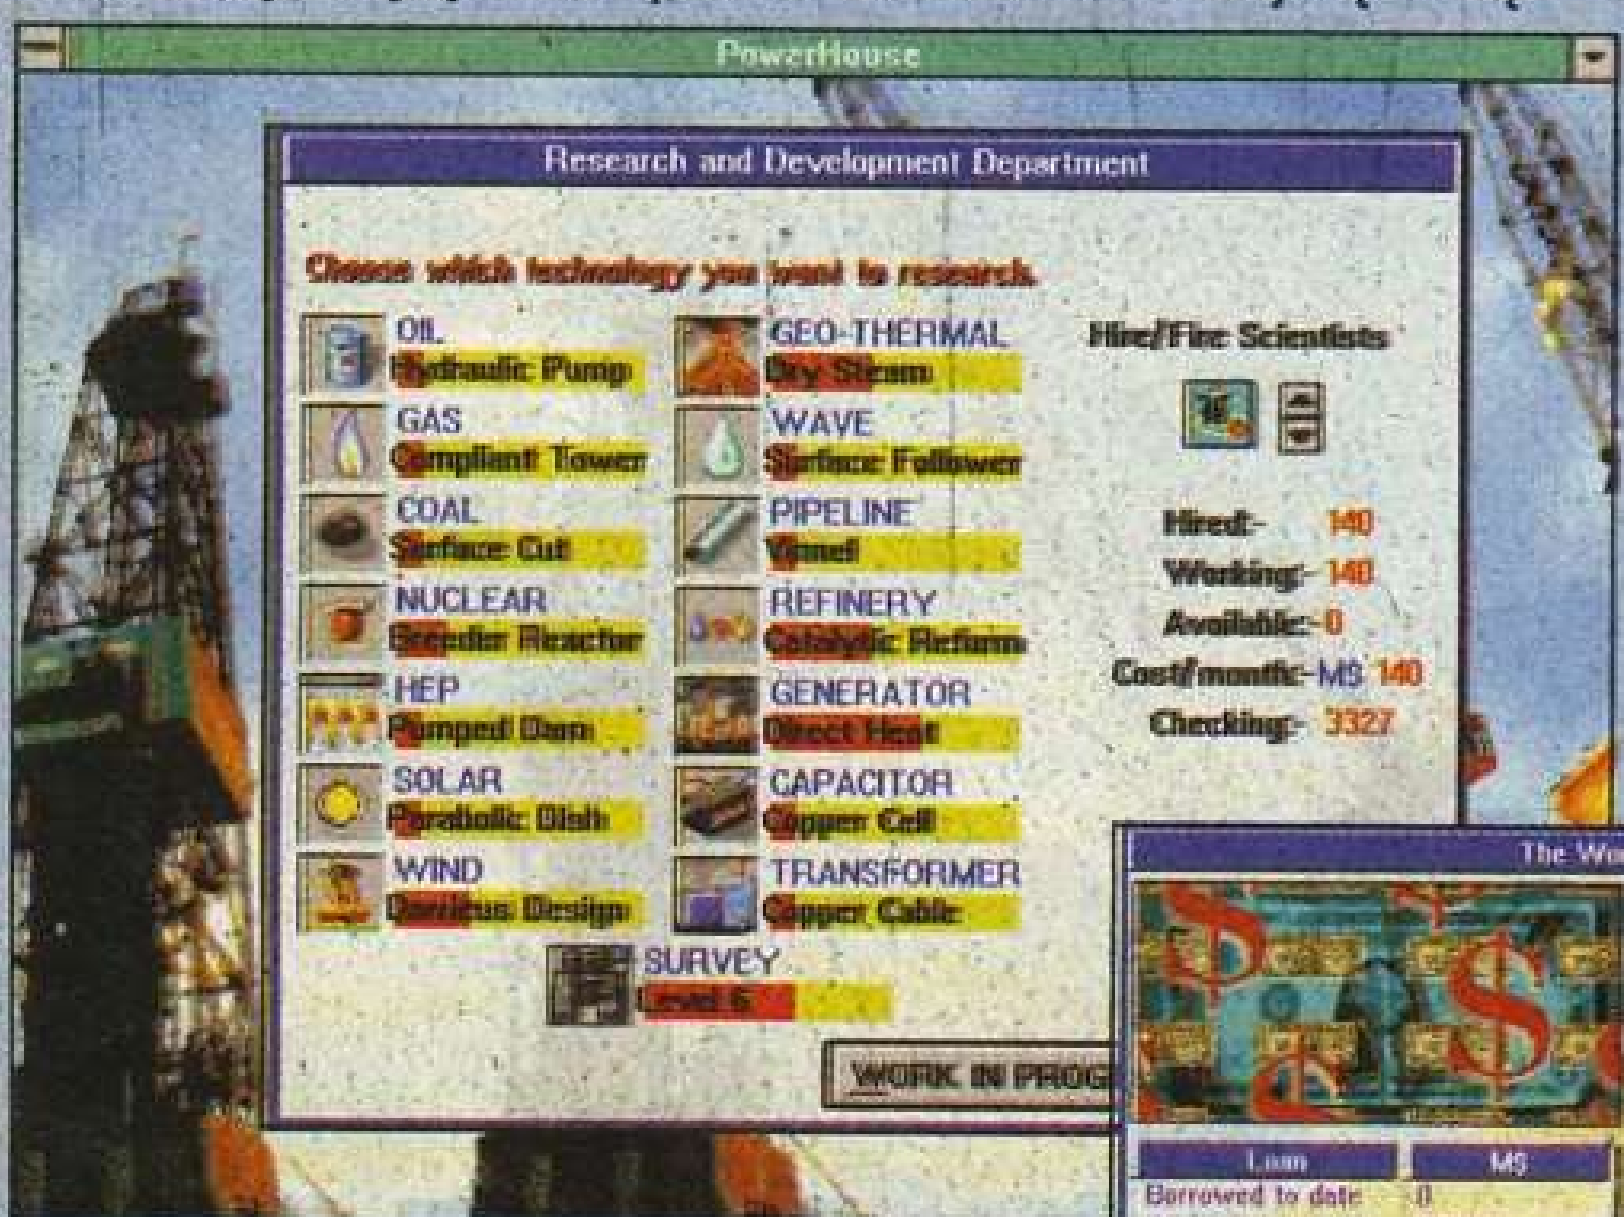 PowerHouse
Research and Development Department
Choose which technology you want to research.
OIL
Hydraulic Pump
GAS
Compliant Tower
COAL
Surface Cut
NUCLEAR
Breeder Reactor
HEP
Pumped Dam
SOLAR
Parabolic Dish
WIND
Darrieus Design
GEO-THERMAL
Dry Steam
WAVE
Surface Follower
PIPELINE
REFINERY
Catalytic Reform
GENERATOR
Direct Heat
CAPACITOR
Copper Cell
TRANSFORMER
Copper Cable
SURVEY
Level 6
Hire/Fire Scientists
Hired:- 140
Working:- 140
Available:- 0
Cost/month:- M$ 140
Checking:- 3327
WORK IN PROG
The Wor
Loan M$
Borrowed to date 0